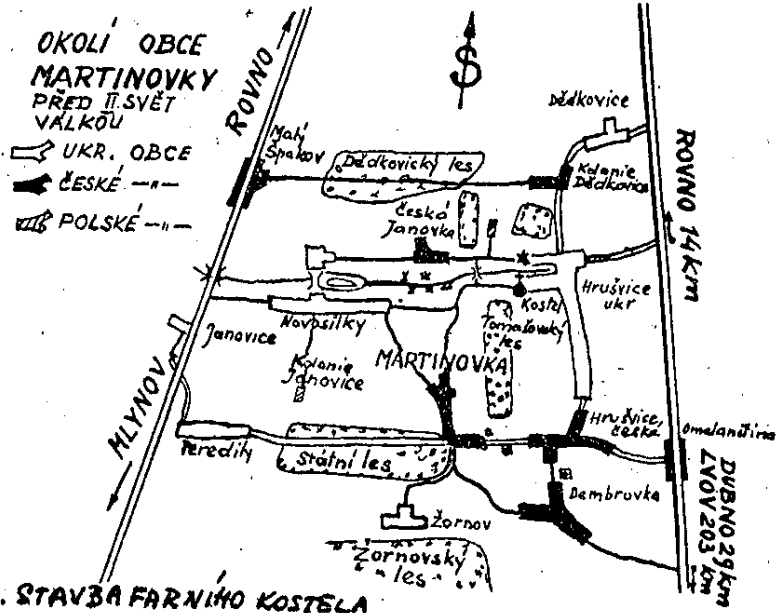 OKOLÍ OBCE
MARTINOVKY
PŘED II. SVĚT
VÁLKOU
UKR. OBCE
ČESKÉ -"-
POLSKÉ -"-
ROVNO
S
Dědkovice
Malý
Špakov
Dědkovický les
Kolonie
Dědkovice
ROVNO 14 km
Česká
Janovka
Hrušvice
ukr
Kostel
Janovice
Novosilky
Tomašovský
les
Kolonie
Janovice
MARTINOVKA
MLYNOV
Hrušvice
česká
Peredily
Státní les
Dambrovka
DUBNO 29 km
LVOV 203 km
Žornov
Žornovský
les
. STAVBA FARNÍHO KOSTELA